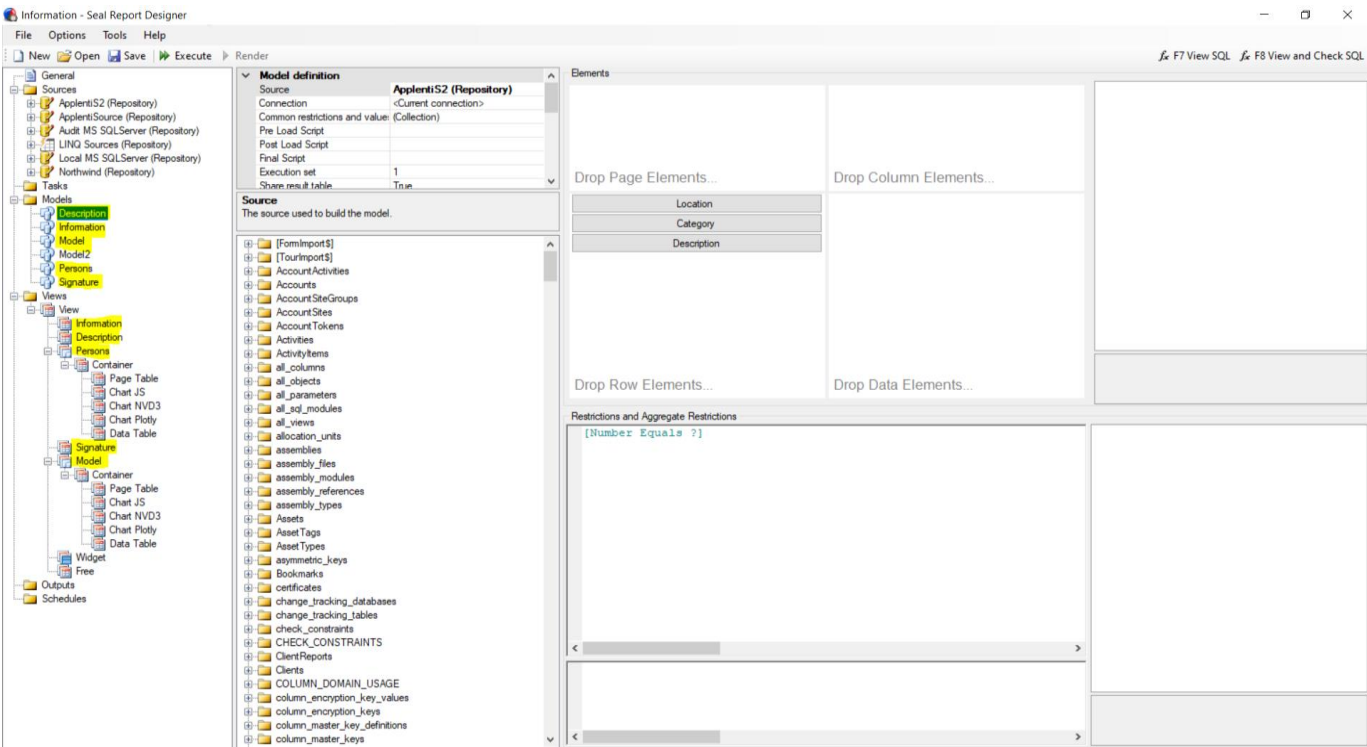 Information - Seal Report Designer
File Options Tools Help
New Open Save Execute Render
fx F7 View SQL fx F8 View and Check SQL
General
Sources
ApplentiS2 (Repository)
ApplentiSource (Repository)
Audit MS SQLServer (Repository)
LINQ Sources (Repository)
Local MS SQLServer (Repository)
Northwind (Repository)
Tasks
Models
Description
Information
Model
Model2
Persons
Signature
Views
View
Information
Description
Persons
Container
Page Table
Chart JS
Chart NVD3
Chart Plotly
Data Table
Signature
Model
Container
Page Table
Chart JS
Chart NVD3
Chart Plotly
Data Table
Widget
Free
Outputs
Schedules
Model definition
Source ApplentiS2 (Repository)
Connection <Current connection>
Common restrictions and value: (Collection)
Pre Load Script
Post Load Script
Final Script
Execution set 1
Share result table True
Source
The source used to build the model.
[FormImport$]
[TourImport$]
AccountActivities
Accounts
AccountSiteGroups
AccountSites
AccountTokens
Activities
ActivityItems
all_columns
all_objects
all_parameters
all_sql_modules
all_views
allocation_units
assemblies
assembly_files
assembly_modules
assembly_references
assembly_types
Assets
AssetTags
AssetTypes
asymmetric_keys
Bookmarks
certificates
change_tracking_databases
change_tracking_tables
check_constraints
CHECK_CONSTRAINTS
ClientReports
Clients
COLUMN_DOMAIN_USAGE
column_encryption_key_values
column_encryption_keys
column_master_key_definitions
column_master_keys
Elements
Drop Page Elements...
Drop Column Elements...
Location
Category
Description
Drop Row Elements...
Drop Data Elements...
Restrictions and Aggregate Restrictions
[Number Equals ?]